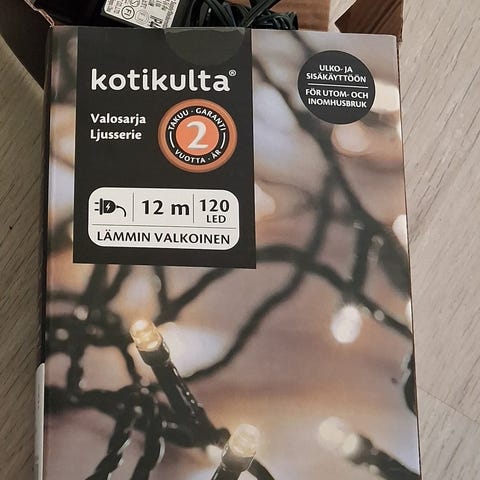 kotikulta®
Valosarja
Ljusserie
TAKUU · GARANTI
2
VUOTTA · ÅR
ULKO- JA
SISÄKÄYTTÖÖN
FÖR UTOM- OCH
INOMHUSBRUK
12 m
120
LED
LÄMMIN VALKOINEN